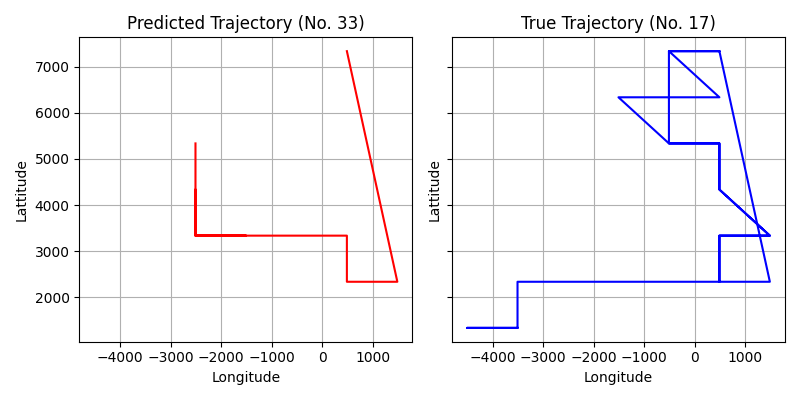 Predicted Trajectory (No. 33)
True Trajectory (No. 17)
7000
6000
5000
4000
3000
2000
Lattitude
Lattitude
−4000 −3000 −2000 −1000 0 1000
−4000 −3000 −2000 −1000 0 1000
Longitude
Longitude